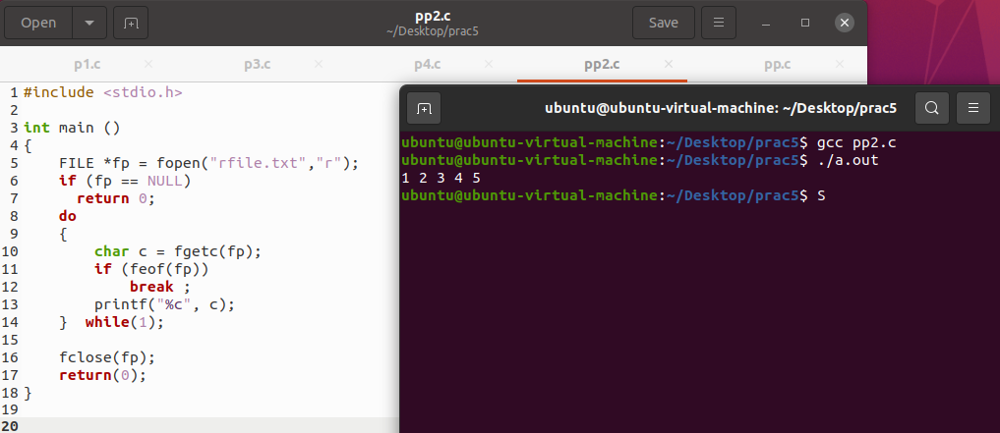 Open
pp2.c
~/Desktop/prac5
Save
p1.c × p3.c × p4.c × pp2.c × pp.c ×
1 #include <stdio.h>
2
3 int main ()
4 {
5     FILE *fp = fopen("rfile.txt","r");
6     if (fp == NULL)
7       return 0;
8     do
9     {
10         char c = fgetc(fp);
11         if (feof(fp))
12             break ;
13         printf("%c", c);
14     }  while(1);
15
16     fclose(fp);
17     return(0);
18 }
19
20
ubuntu@ubuntu-virtual-machine: ~/Desktop/prac5
ubuntu@ubuntu-virtual-machine:~/Desktop/prac5$ gcc pp2.c
ubuntu@ubuntu-virtual-machine:~/Desktop/prac5$ ./a.out
1 2 3 4 5
ubuntu@ubuntu-virtual-machine:~/Desktop/prac5$ S